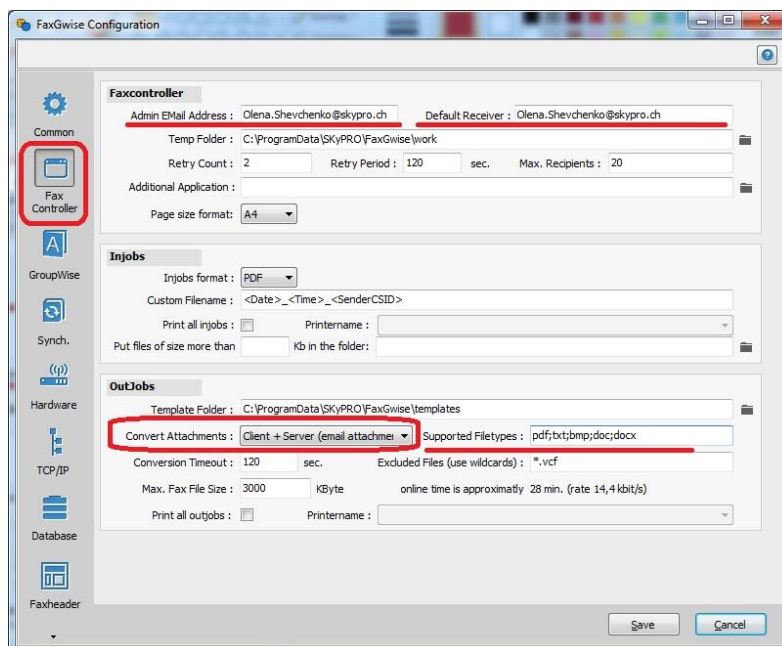 FaxGwise Configuration
Common
Fax
Controller
GroupWise
Synch.
Hardware
TCP/IP
Database
Faxheader
Faxcontroller
Admin EMail Address : Olena.Shevchenko@skypro.ch Default Receiver : Olena.Shevchenko@skypro.ch
Temp Folder : C:\ProgramData\SKyPRO\FaxGwise\work
Retry Count : 2 Retry Period : 120 sec. Max. Recipients : 20
Additional Application :
Page size format: A4
Injobs
Injobs format : PDF
Custom Filename : <Date>_<Time>_<SenderCSID>
Print all injobs : Printername :
Put files of size more than Kb in the folder:
OutJobs
Template Folder : C:\ProgramData\SKyPRO\FaxGwise\templates
Convert Attachments : Client + Server (email attachmei Supported Filetypes : pdf;txt;bmp;doc;docx
Conversion Timeout : 120 sec. Excluded Files (use wildcards) : *.vcf
Max. Fax File Size : 3000 KByte online time is approximatly 28 min. (rate 14,4 kbit/s)
Print all outjobs : Printername :
Save Cancel